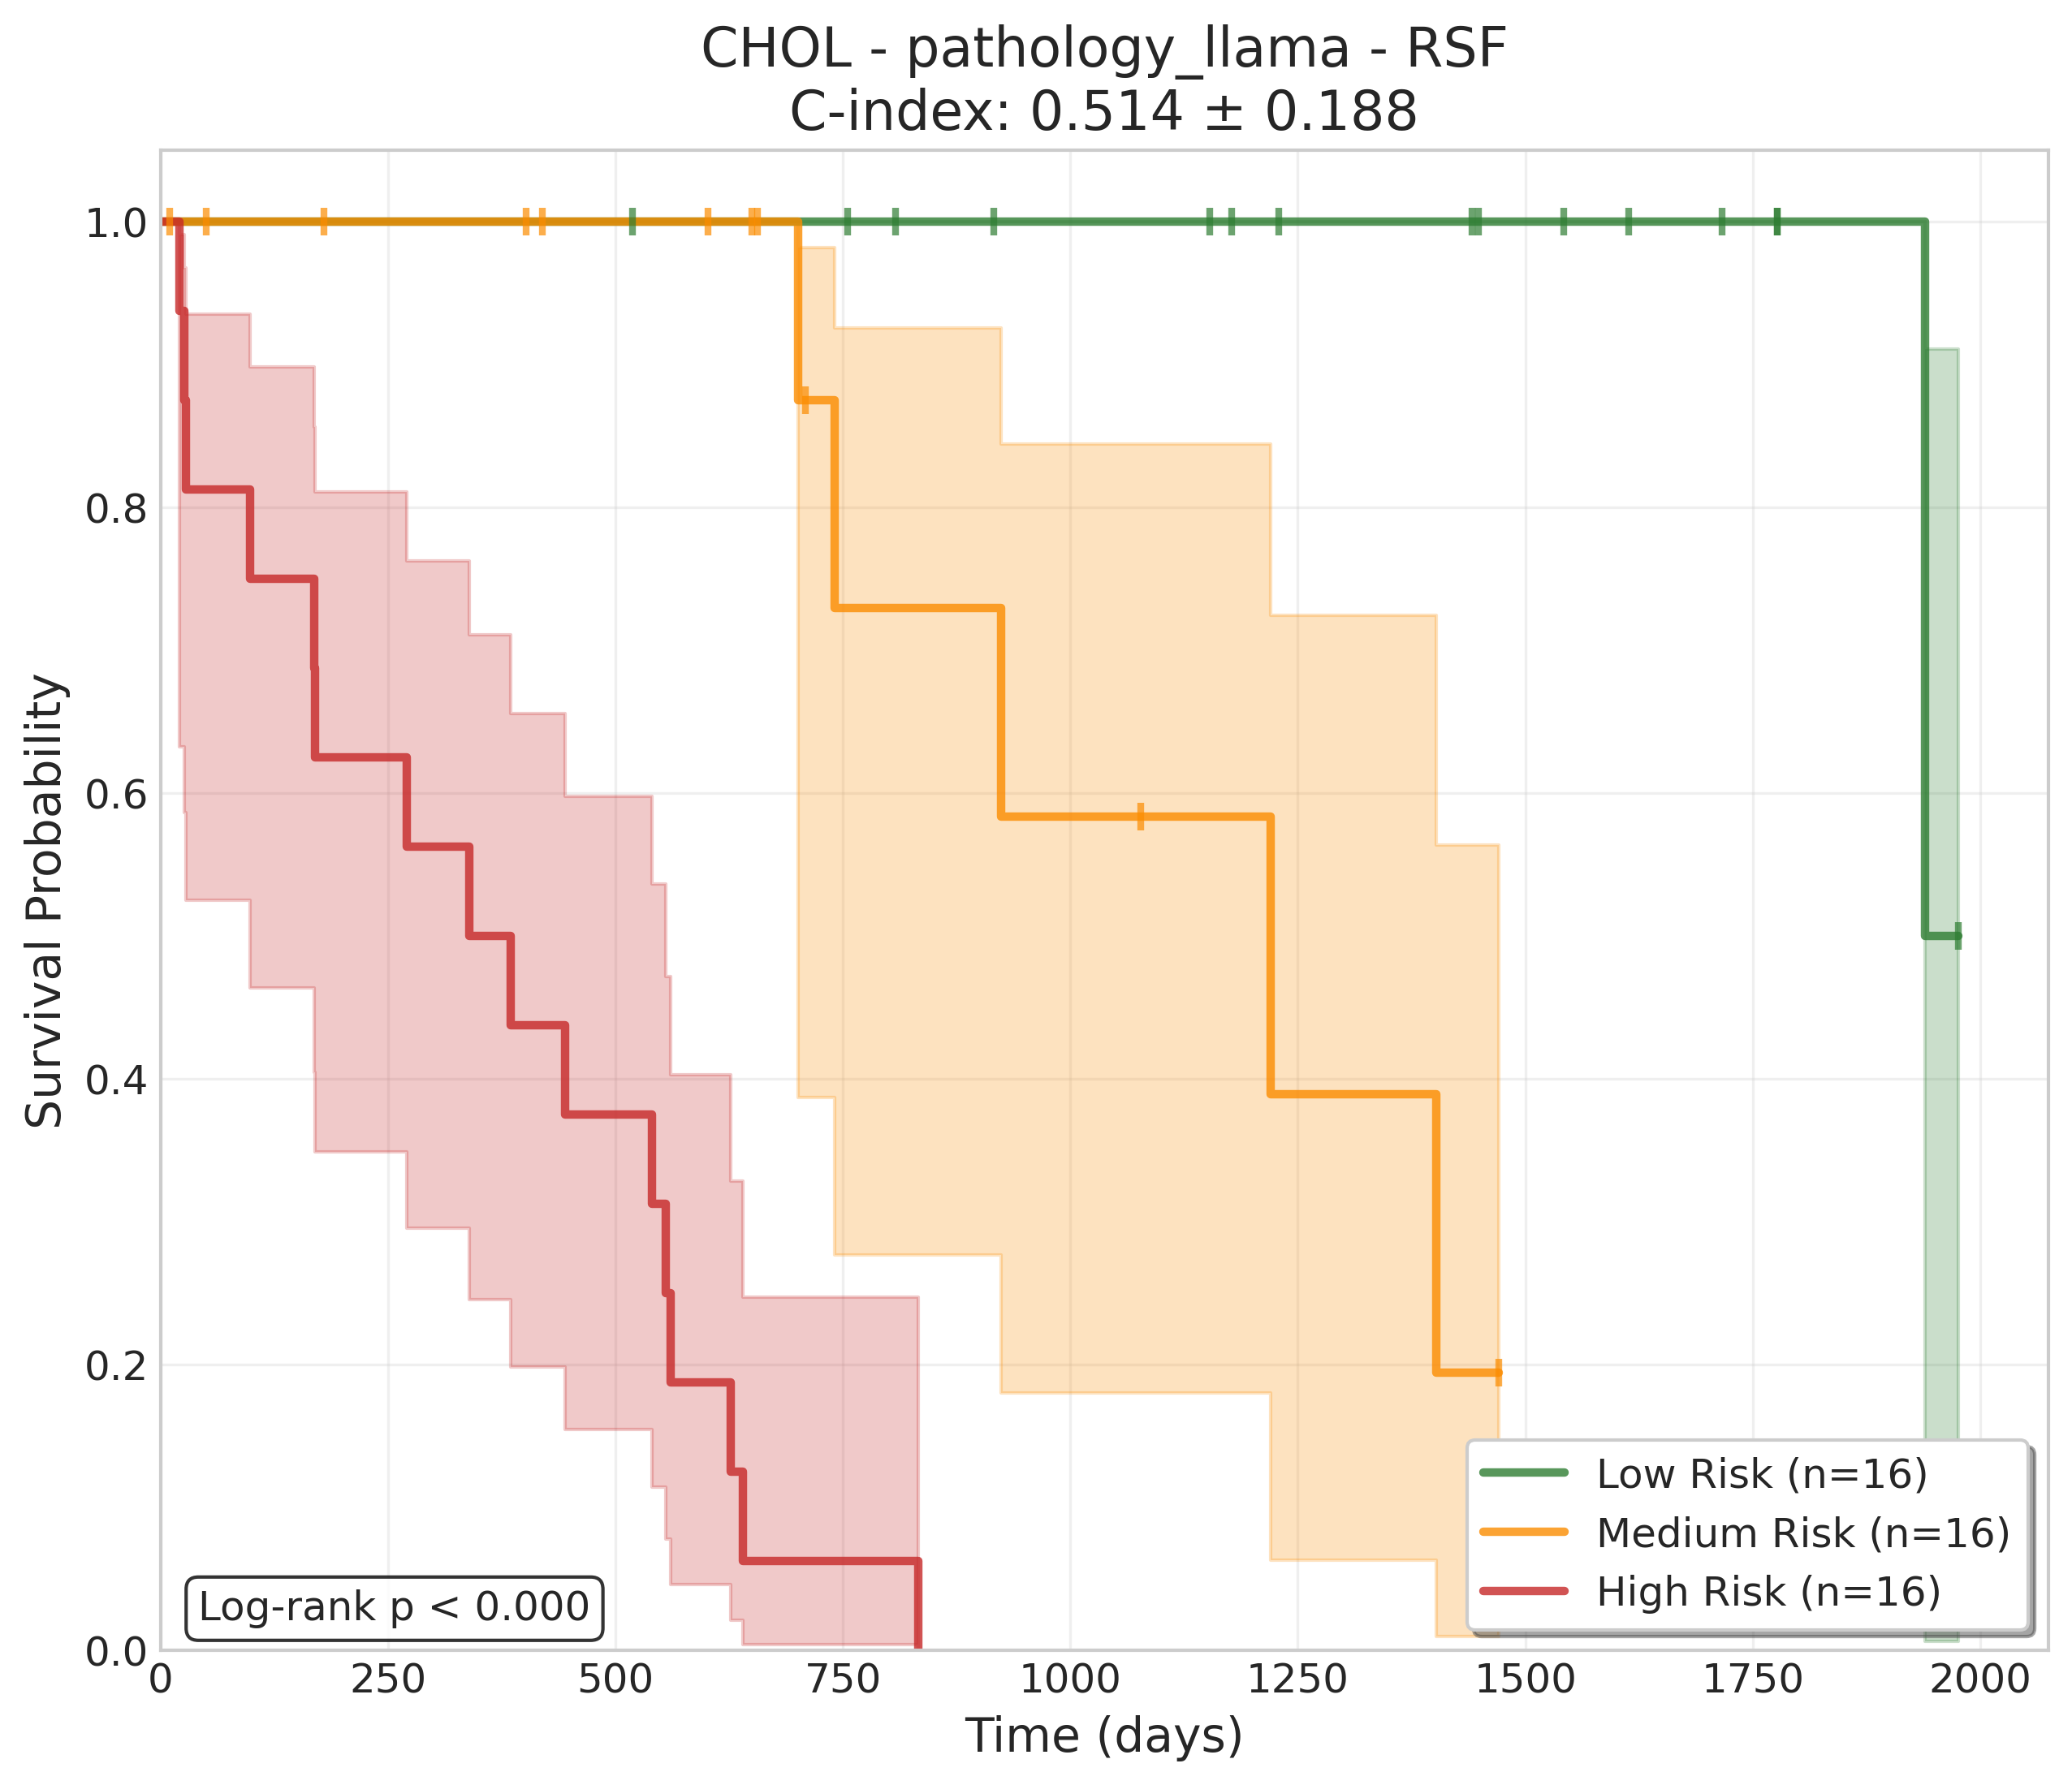 CHOL - pathology_llama - RSF
C-index: 0.514 ± 0.188
Survival Probability
1.0
0.8
0.6
0.4
0.2
0.0
Log-rank p < 0.000
Low Risk (n=16)
Medium Risk (n=16)
High Risk (n=16)
0 250 500 750 1000 1250 1500 1750 2000
Time (days)